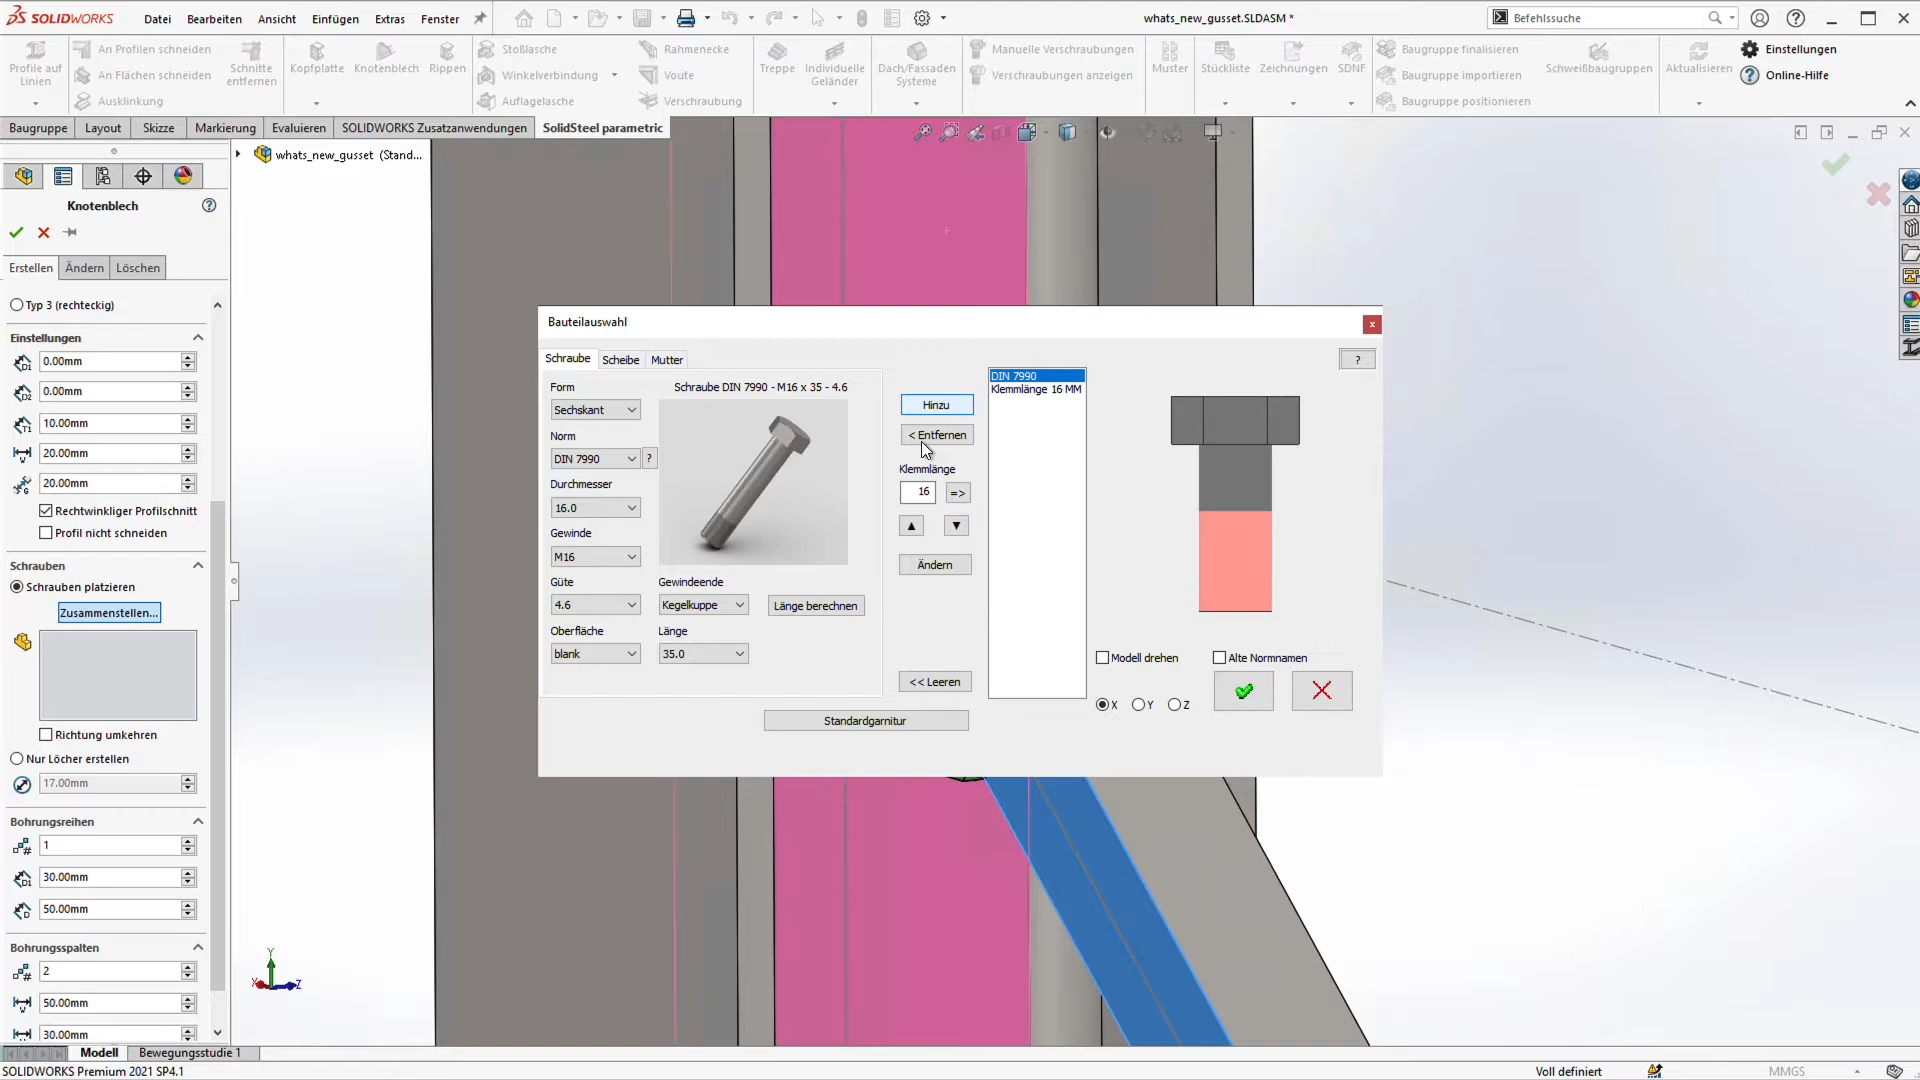 SOLIDWORKS
Datei Bearbeiten Ansicht Einfügen Extras Fenster
whats_new_gusset.SLDASM *
Befehlssuche
Profile auf Linien
An Profilen schneiden
An Flächen schneiden
Ausklinkung
Schnitte entfernen
Kopfplatte
Knotenblech
Rippen
Stoßlasche
Winkelverbindung
Auflagelasche
Rahmenecke
Voute
Verschraubung
Treppe
Individuelle Geländer
Dach/Fassaden Systeme
Manuelle Verschraubungen
Verschraubungen anzeigen
Muster
Stückliste
Zeichnungen
SDNF
Baugruppe finalisieren
Baugruppe importieren
Baugruppe positionieren
Schweißbaugruppen
Aktualisieren
Einstellungen
Online-Hilfe
Baugruppe Layout Skizze Markierung Evaluieren SOLIDWORKS Zusatzanwendungen SolidSteel parametric
whats_new_gusset (Stand...
Knotenblech
Erstellen Ändern Löschen
Typ 3 (rechteckig)
Einstellungen
D1 0.00mm
D2 0.00mm
T1 10.00mm
20.00mm
G 20.00mm
Rechtwinkliger Profilschnitt
Profil nicht schneiden
Schrauben
Schrauben platzieren
Zusammenstellen...
Richtung umkehren
Nur Löcher erstellen
17.00mm
Bohrungsreihen
# 1
D1 30.00mm
D 50.00mm
Bohrungsspalten
# 2
50.00mm
30.00mm
Bauteilauswahl
x
Schraube Scheibe Mutter
?
Form
Schraube DIN 7990 - M16 x 35 - 4.6
Sechskant
Norm
DIN 7990 ?
Durchmesser
16.0
Gewinde
M16
Güte
4.6
Gewindeende
Kegelkuppe
Länge berechnen
Oberfläche
blank
Länge
35.0
Hinzu
< Entfernen
Klemmlänge
16 =>
▲ ▼
Ändern
<< Leeren
Standardgarnitur
DIN 7990
Klemmlänge 16 MM
Modell drehen
Alte Normnamen
X Y Z
Y
X Z
Modell Bewegungsstudie 1
SOLIDWORKS Premium 2021 SP4.1
Voll definiert
MMGS